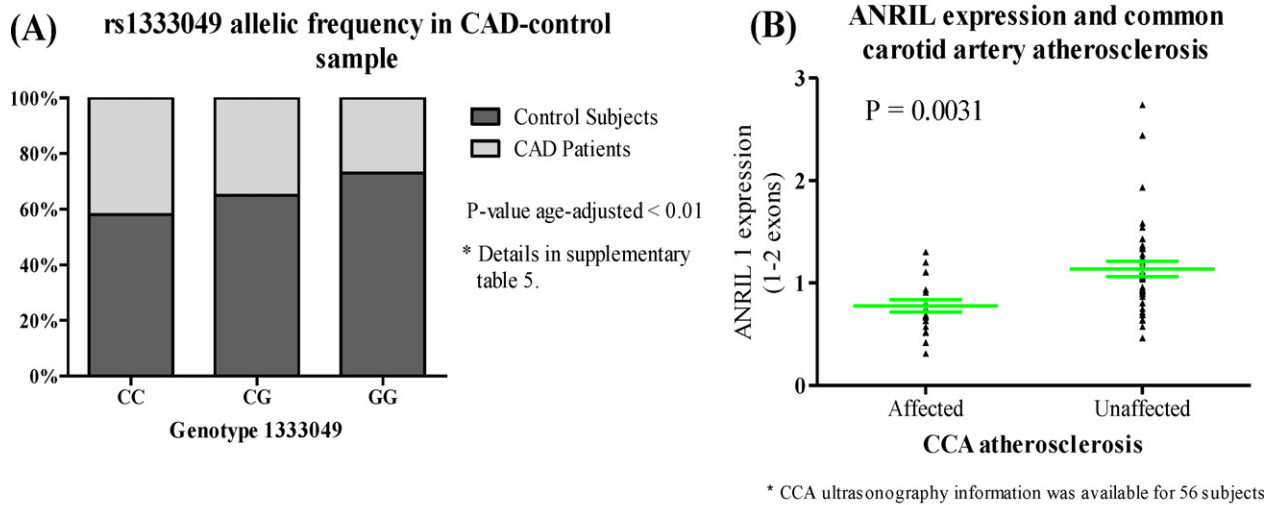 (A)
rs1333049 allelic frequency in CAD-control
sample
100%
80%
60%
40%
20%
0%
CC
CG
GG
Genotype 1333049
Control Subjects
CAD Patients
P-value age-adjusted < 0.01
* Details in supplementary
table 5.
(B)
ANRIL expression and common
carotid artery atherosclerosis
P = 0.0031
ANRIL 1 expression
(1-2 exons)
3
2
1
0
Affected
Unaffected
CCA atherosclerosis
* CCA ultrasonography information was available for 56 subjects